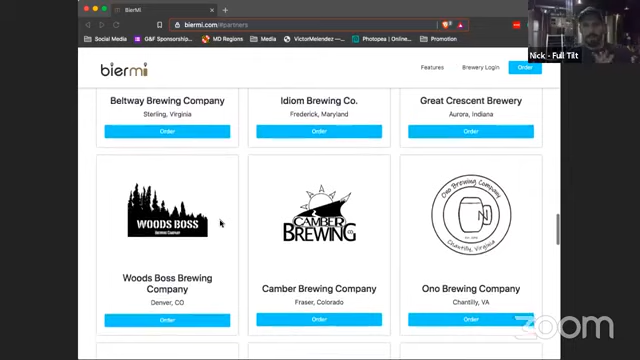 BierMi
biermi.com/#partners
Social Media
G&F Sponsorship...
MD Regions
Media
VictorMelendez...
Photopea | Online...
Promotion
Nick - Full Tilt
biermi
Features
Brewery Login
Order
Beltway Brewing Company
Idiom Brewing Co.
Great Crescent Brewery
Sterling, Virginia
Frederick, Maryland
Aurora, Indiana
Order
Order
Order
WOODS BOSS
BREWING COMPANY
CAMBER
BREWING
Ono Brewing Company
Chantilly, Virginia
Woods Boss Brewing
Company
Camber Brewing Company
Ono Brewing Company
Denver, CO
Fraser, Colorado
Chantilly, VA
Order
Order
Order
zoom